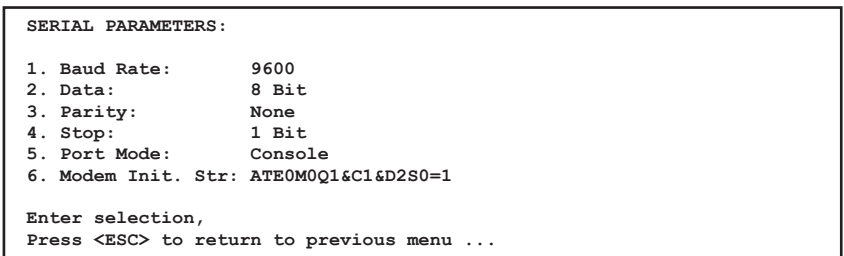 SERIAL PARAMETERS:
1. Baud Rate: 9600
2. Data: 8 Bit
3. Parity: None
4. Stop: 1 Bit
5. Port Mode: Console
6. Modem Init. Str: ATE0M0Q1&C1&D2S0=1
Enter selection,
Press <ESC> to return to previous menu ...